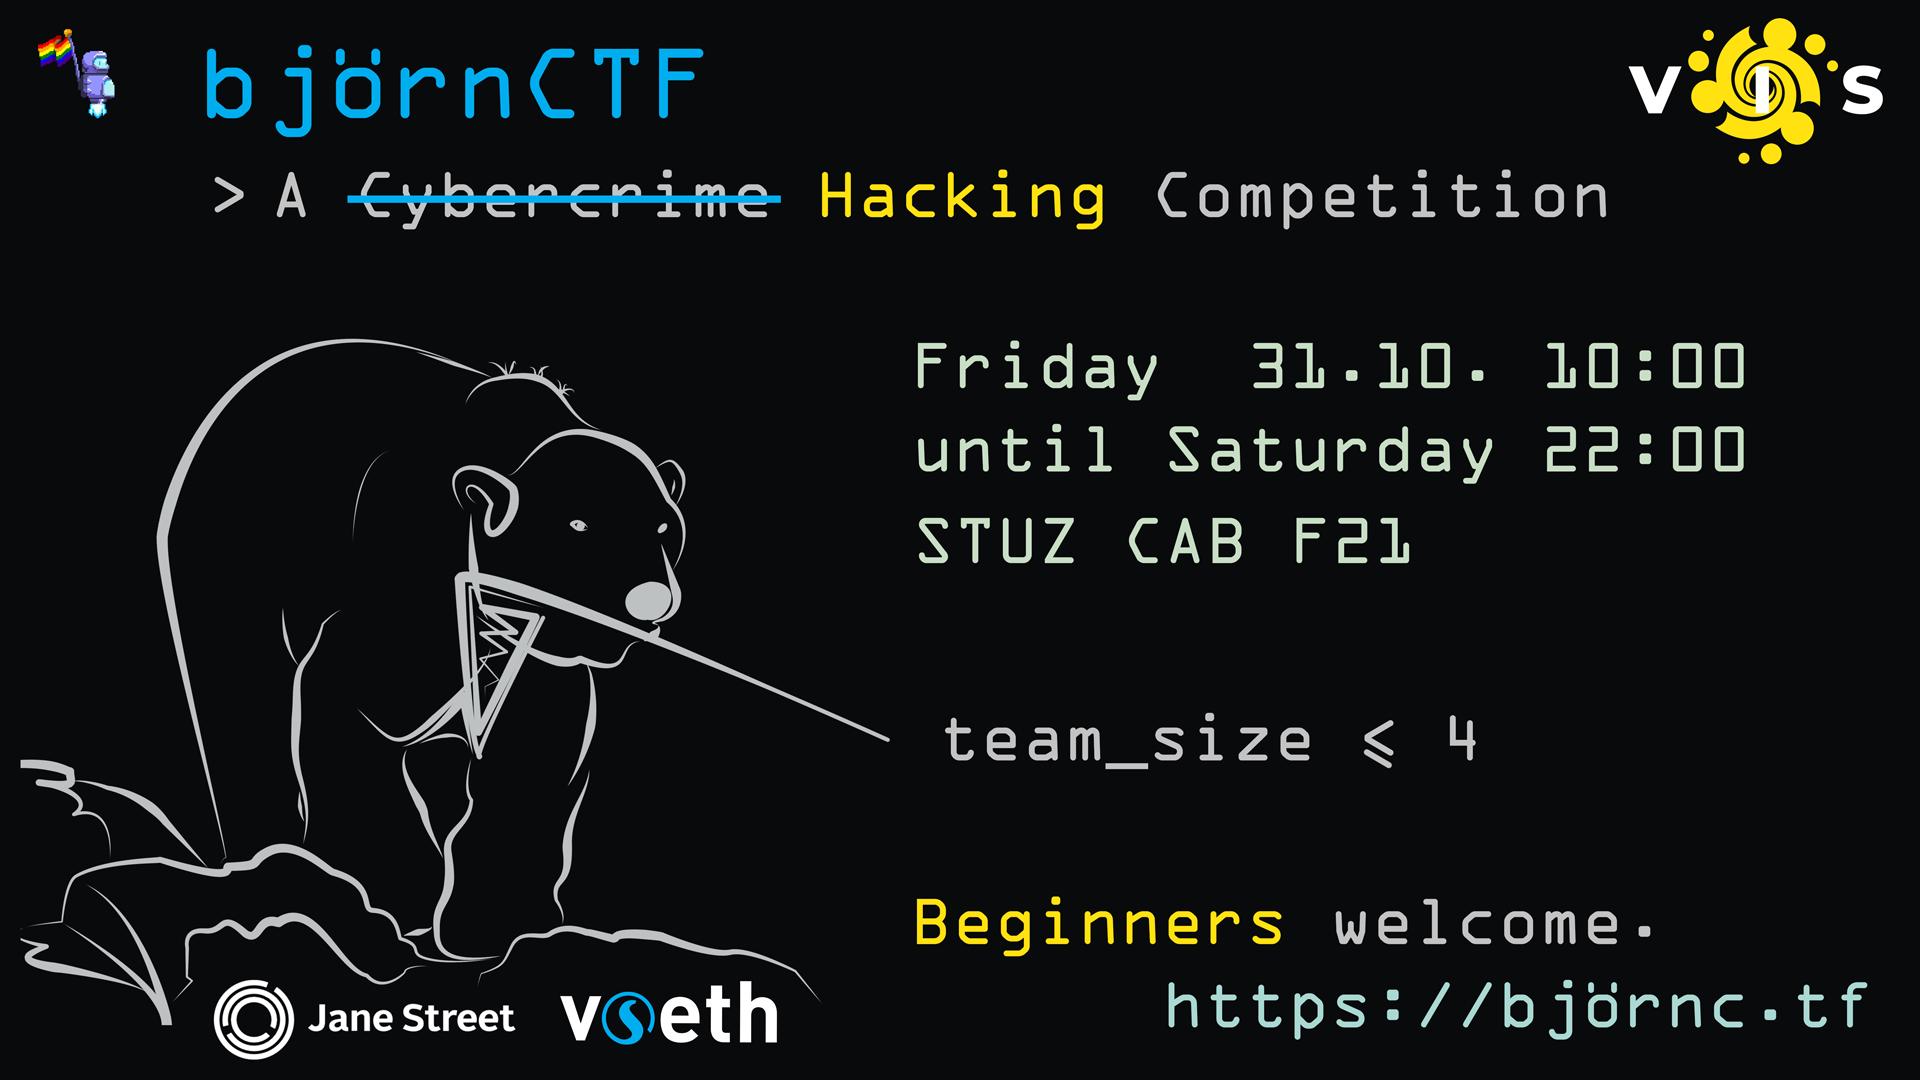 björnCTF
VIS
> A Cybercrime Hacking Competition
Friday 31.10. 10:00
until Saturday 22:00
STUZ CAB F21
team_size ⩽ 4
Beginners welcome.
https://björnc.tf
Jane Street
vseth